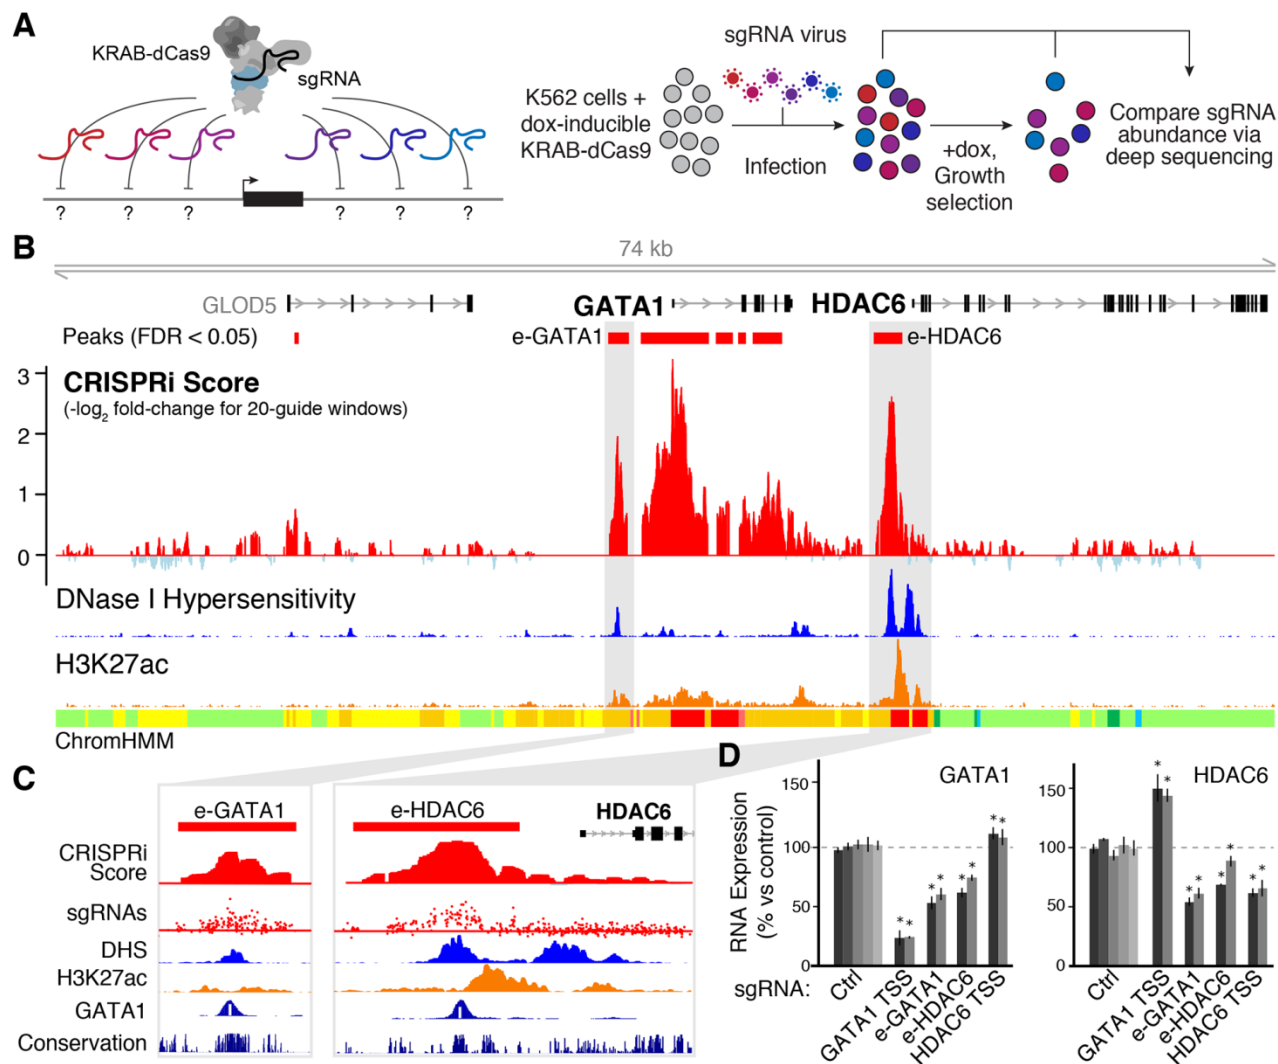 A
KRAB-dCas9
sgRNA
? ? ? ? ? ?
sgRNA virus
K562 cells +
dox-inducible
KRAB-dCas9
Infection
+dox,
Growth
selection
Compare sgRNA
abundance via
deep sequencing
B
74 kb
GLOD5
GATA1
HDAC6
Peaks (FDR < 0.05)
e-GATA1
e-HDAC6
CRISPRi Score
(-log2 fold-change for 20-guide windows)
3
2
1
0
DNase I Hypersensitivity
H3K27ac
ChromHMM
C
e-GATA1
e-HDAC6
HDAC6
CRISPRi
Score
sgRNAs
DHS
H3K27ac
GATA1
Conservation
D
GATA1
RNA Expression
(% vs control)
150
100
50
0
* * * * * * * *
sgRNA:
Ctrl
GATA1 TSS
e-GATA1
e-HDAC6
HDAC6 TSS
HDAC6
150
100
50
0
* * * * * * * *
Ctrl
GATA1 TSS
e-GATA1
e-HDAC6
HDAC6 TSS